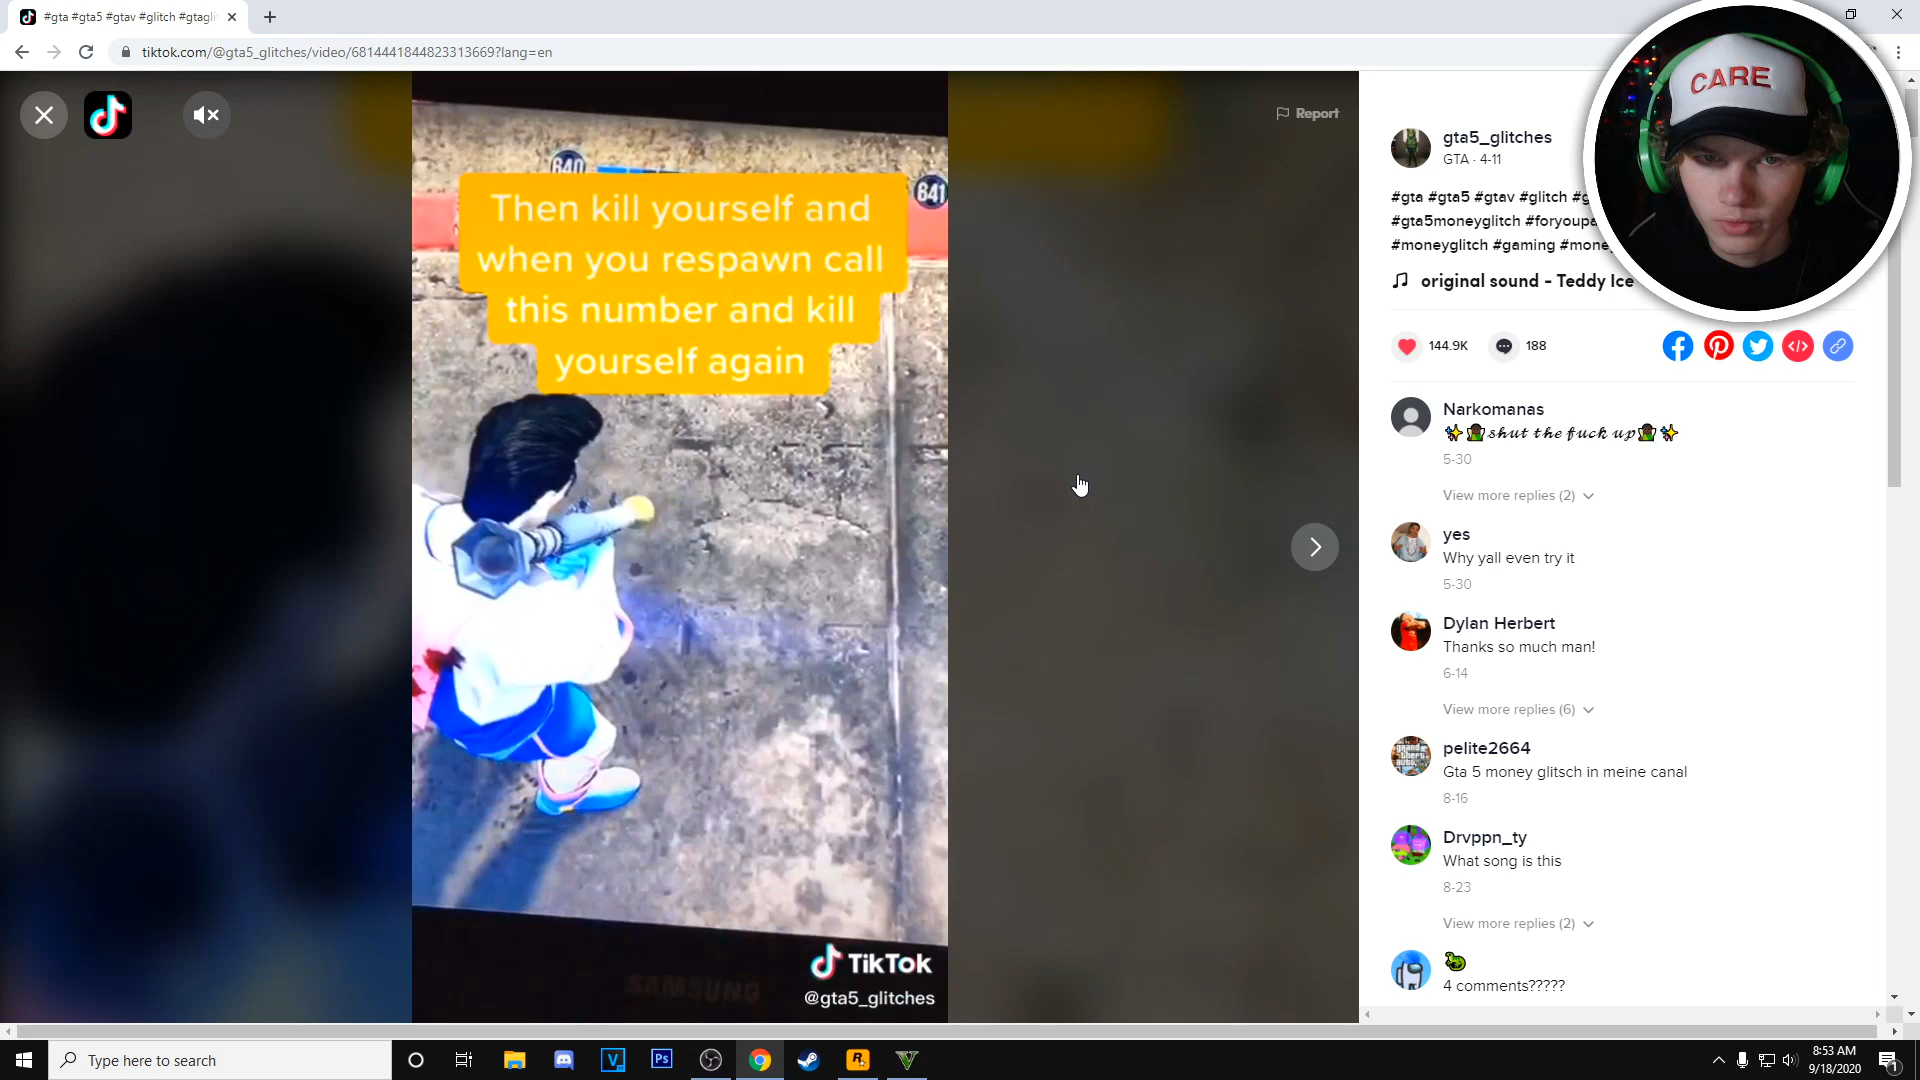 #gta #gta5 #gtav #glitch #gtagli
tiktok.com/@gta5_glitches/video/6814441844823313669?lang=en
CARE
Report
640
641
Then kill yourself and
when you respawn call
this number and kill
yourself again
SAMSUNG
TikTok
@gta5_glitches
gta5_glitches
GTA · 4-11
#gta #gta5 #gtav #glitch #g
#gta5moneyglitch #foryoupa
#moneyglitch #gaming #mone
original sound - Teddy Ice
144.9K
188
Narkomanas
✨🤦🏿𝓼𝓱𝓾𝓽 𝓽𝓱𝓮 𝓯𝓾𝓬𝓴 𝓾𝓹🤦🏿✨
5-30
View more replies (2)
yes
Why yall even try it
5-30
Dylan Herbert
Thanks so much man!
6-14
View more replies (6)
pelite2664
Gta 5 money glitsch in meine canal
8-16
Drvppn_ty
What song is this
8-23
View more replies (2)
4 comments?????
Type here to search
V
Ps
R
V
8:53 AM
9/18/2020
1